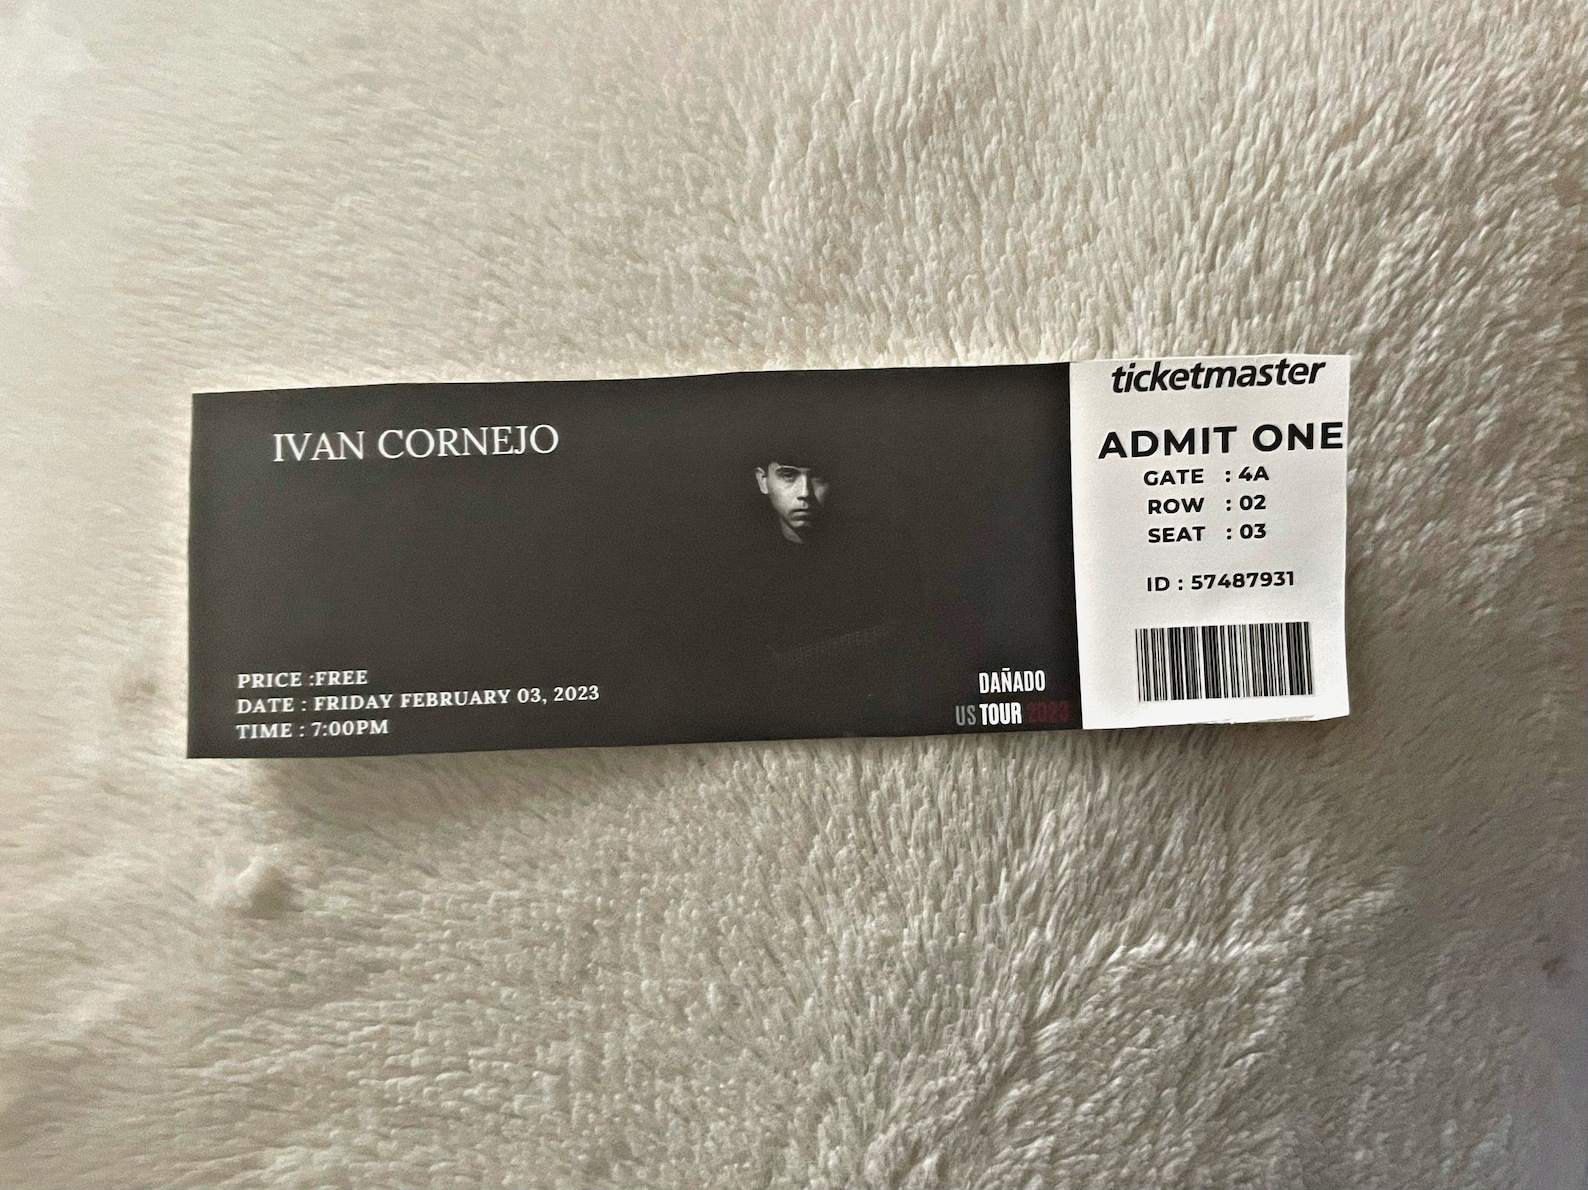 IVAN CORNEJO
PRICE :FREE
DATE : FRIDAY FEBRUARY 03, 2023
TIME : 7:00PM
DAÑADO
US TOUR 2023
ticketmaster
ADMIT ONE
GATE : 4A
ROW : 02
SEAT : 03
ID : 57487931